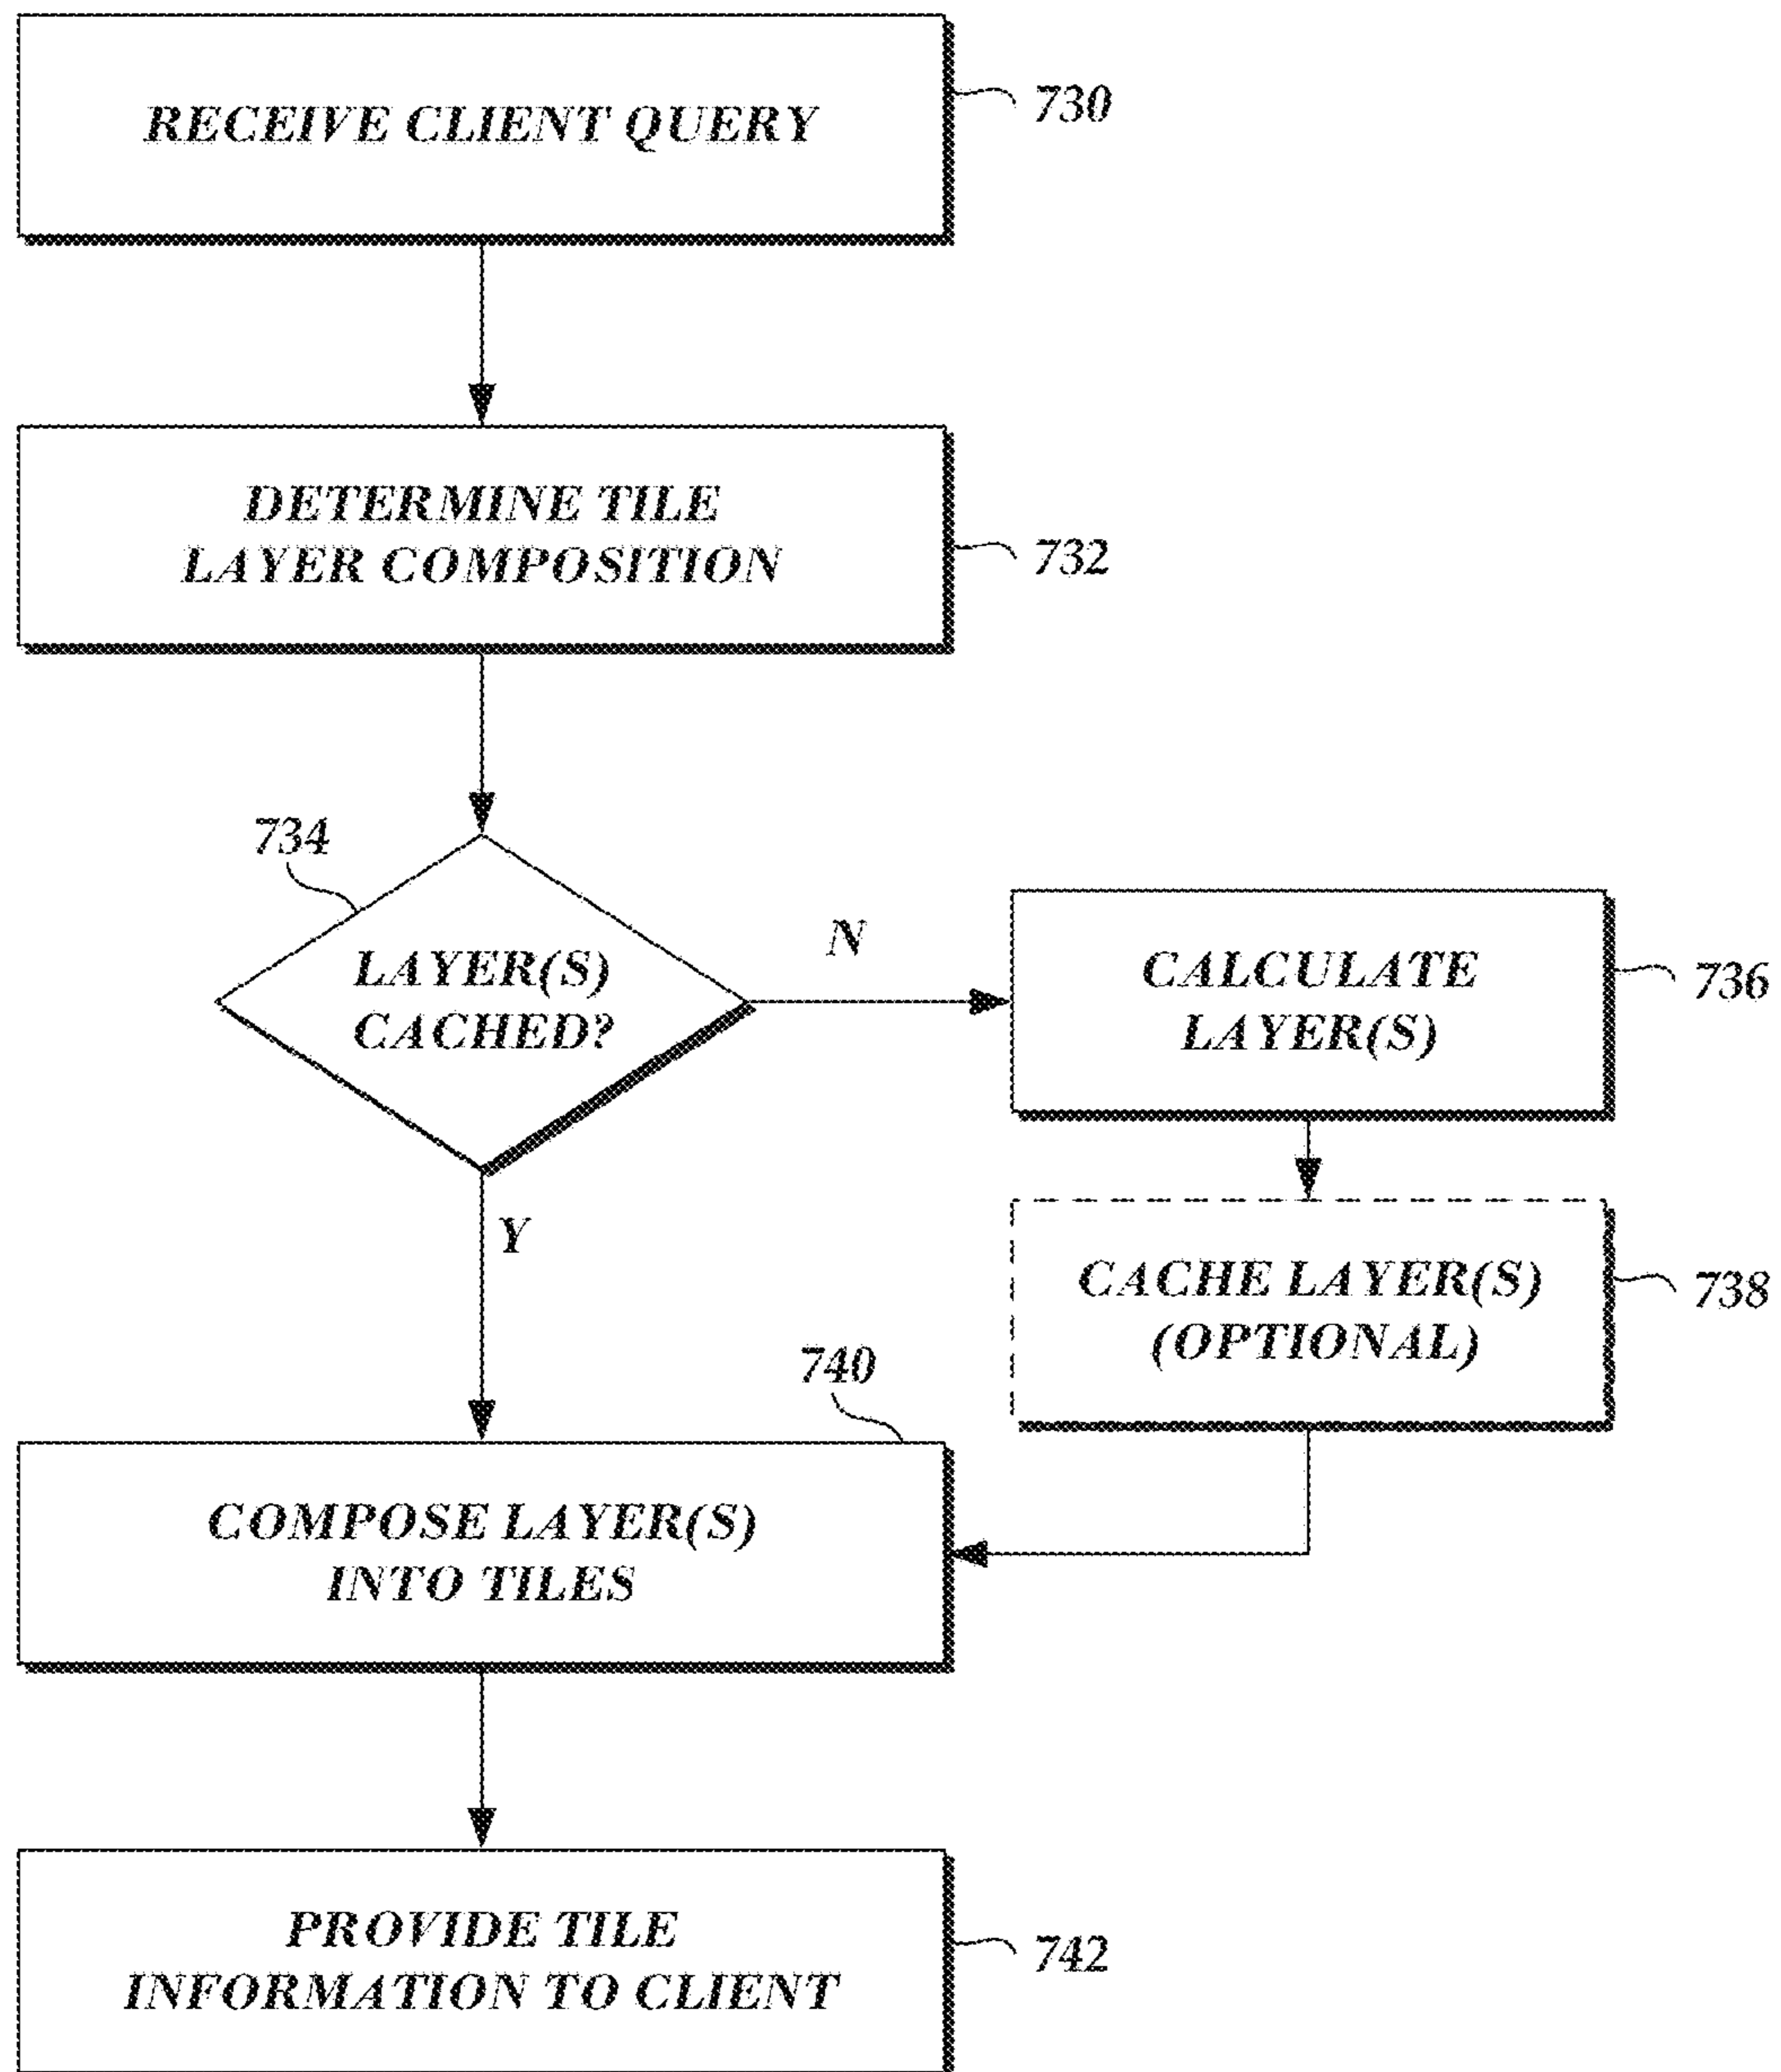 RECEIVE CLIENT QUERY
730
DETERMINE TILE
LAYER COMPOSITION
732
734
LAYER(S)
CACHED?
N
CALCULATE
LAYER(S)
736
Y
CACHE LAYER(S)
(OPTIONAL)
738
740
COMPOSE LAYER(S)
INTO TILES
PROVIDE TILE
INFORMATION TO CLIENT
742